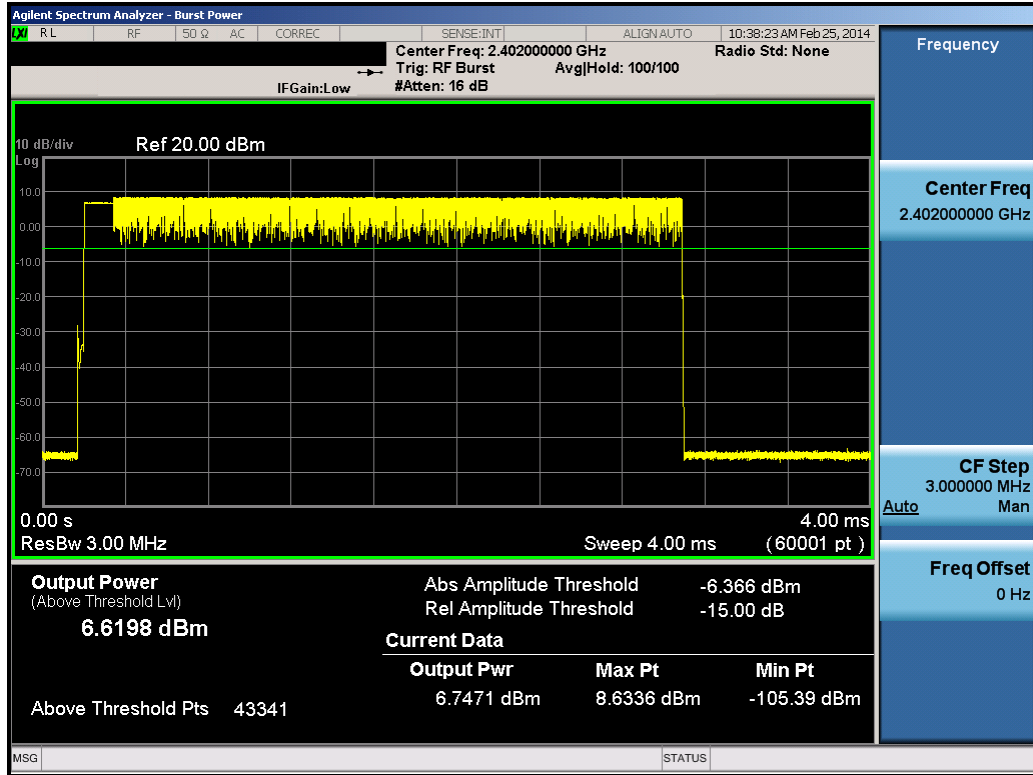 Agilent Spectrum Analyzer - Burst Power
LXI RL RF 50 Ω AC CORREC SENSE:INT ALIGN AUTO 10:38:23 AM Feb 25, 2014
Center Freq: 2.402000000 GHz Radio Std: None
Trig: RF Burst Avg|Hold: 100/100
IFGain:Low #Atten: 16 dB
10 dB/div Ref 20.00 dBm
Log
10.0
0.00
-10.0
-20.0
-30.0
-40.0
-50.0
-60.0
-70.0
0.00 s 4.00 ms
ResBw 3.00 MHz Sweep 4.00 ms (60001 pt )
Output Power
(Above Threshold Lvl)
6.6198 dBm
Above Threshold Pts 43341
Abs Amplitude Threshold -6.366 dBm
Rel Amplitude Threshold -15.00 dB
Current Data
Output Pwr Max Pt Min Pt
6.7471 dBm 8.6336 dBm -105.39 dBm
MSG STATUS
Frequency
Center Freq
2.402000000 GHz
CF Step
3.000000 MHz
Auto Man
Freq Offset
0 Hz